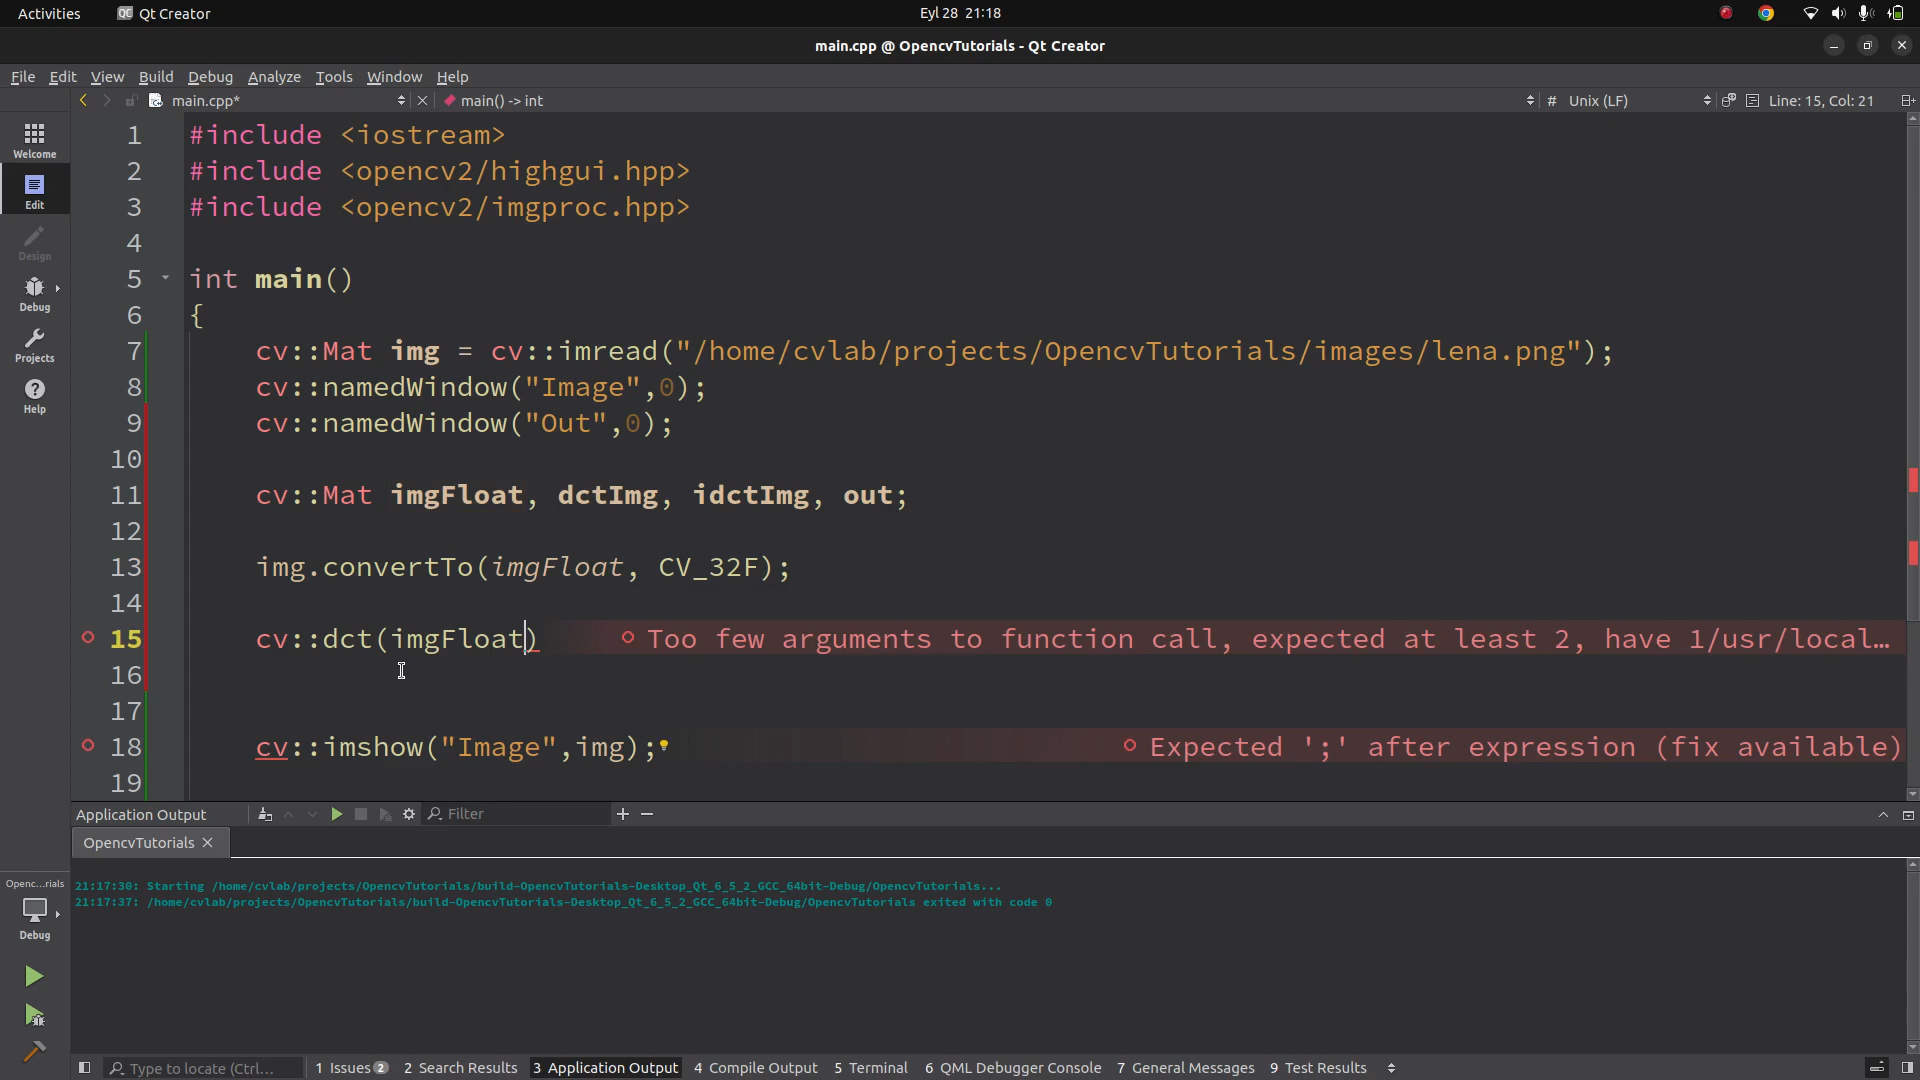 Activities
Qt Creator
Eyl 28 21:18
main.cpp @ OpencvTutorials - Qt Creator
File Edit View Build Debug Analyze Tools Window Help
main.cpp*
main() -> int
#
Unix (LF)
Line: 15, Col: 21
Welcome
Edit
Design
Debug
Projects
Help
1 #include <iostream>
2 #include <opencv2/highgui.hpp>
3 #include <opencv2/imgproc.hpp>
4
5 int main()
6 {
7 cv::Mat img = cv::imread("/home/cvlab/projects/OpencvTutorials/images/lena.png");
8 cv::namedWindow("Image",0);
9 cv::namedWindow("Out",0);
10
11 cv::Mat imgFloat, dctImg, idctImg, out;
12
13 img.convertTo(imgFloat, CV_32F);
14
15 cv::dct(imgFloat) Too few arguments to function call, expected at least 2, have 1/usr/local…
16
17
18 cv::imshow("Image",img); Expected ';' after expression (fix available)
19
Application Output
Filter
OpencvTutorials
21:17:30: Starting /home/cvlab/projects/OpencvTutorials/build-OpencvTutorials-Desktop_Qt_6_5_2_GCC_64bit-Debug/OpencvTutorials...
21:17:37: /home/cvlab/projects/OpencvTutorials/build-OpencvTutorials-Desktop_Qt_6_5_2_GCC_64bit-Debug/OpencvTutorials exited with code 0
Openc…rials
Debug
Type to locate (Ctrl…
1 Issues 2
2 Search Results
3 Application Output
4 Compile Output
5 Terminal
6 QML Debugger Console
7 General Messages
9 Test Results